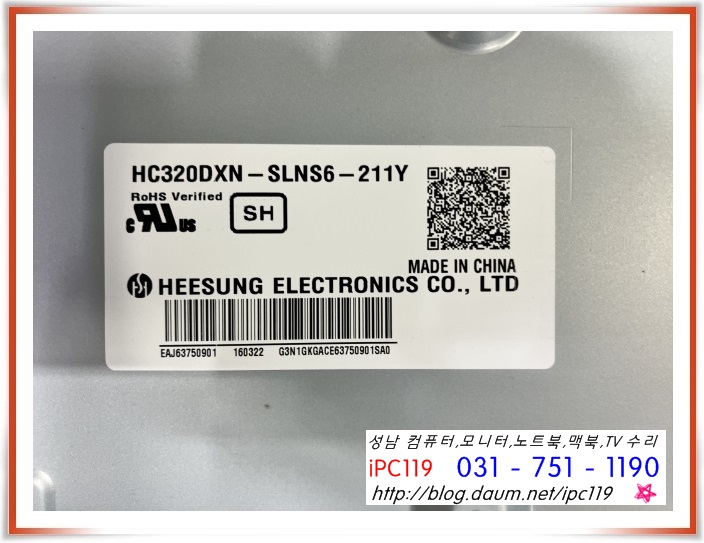 HC320DXN-SLNS6-211Y
RoHS Verified
c RU us
SH
MADE IN CHINA
HEESUNG ELECTRONICS CO., LTD
EAJ63750901 160322 G3N1GKGACE63750901SA0
성남 컴퓨터,모니터,노트북,맥북,TV 수리
iPC119 031 - 751 - 1190
http://blog.daum.net/ipc119